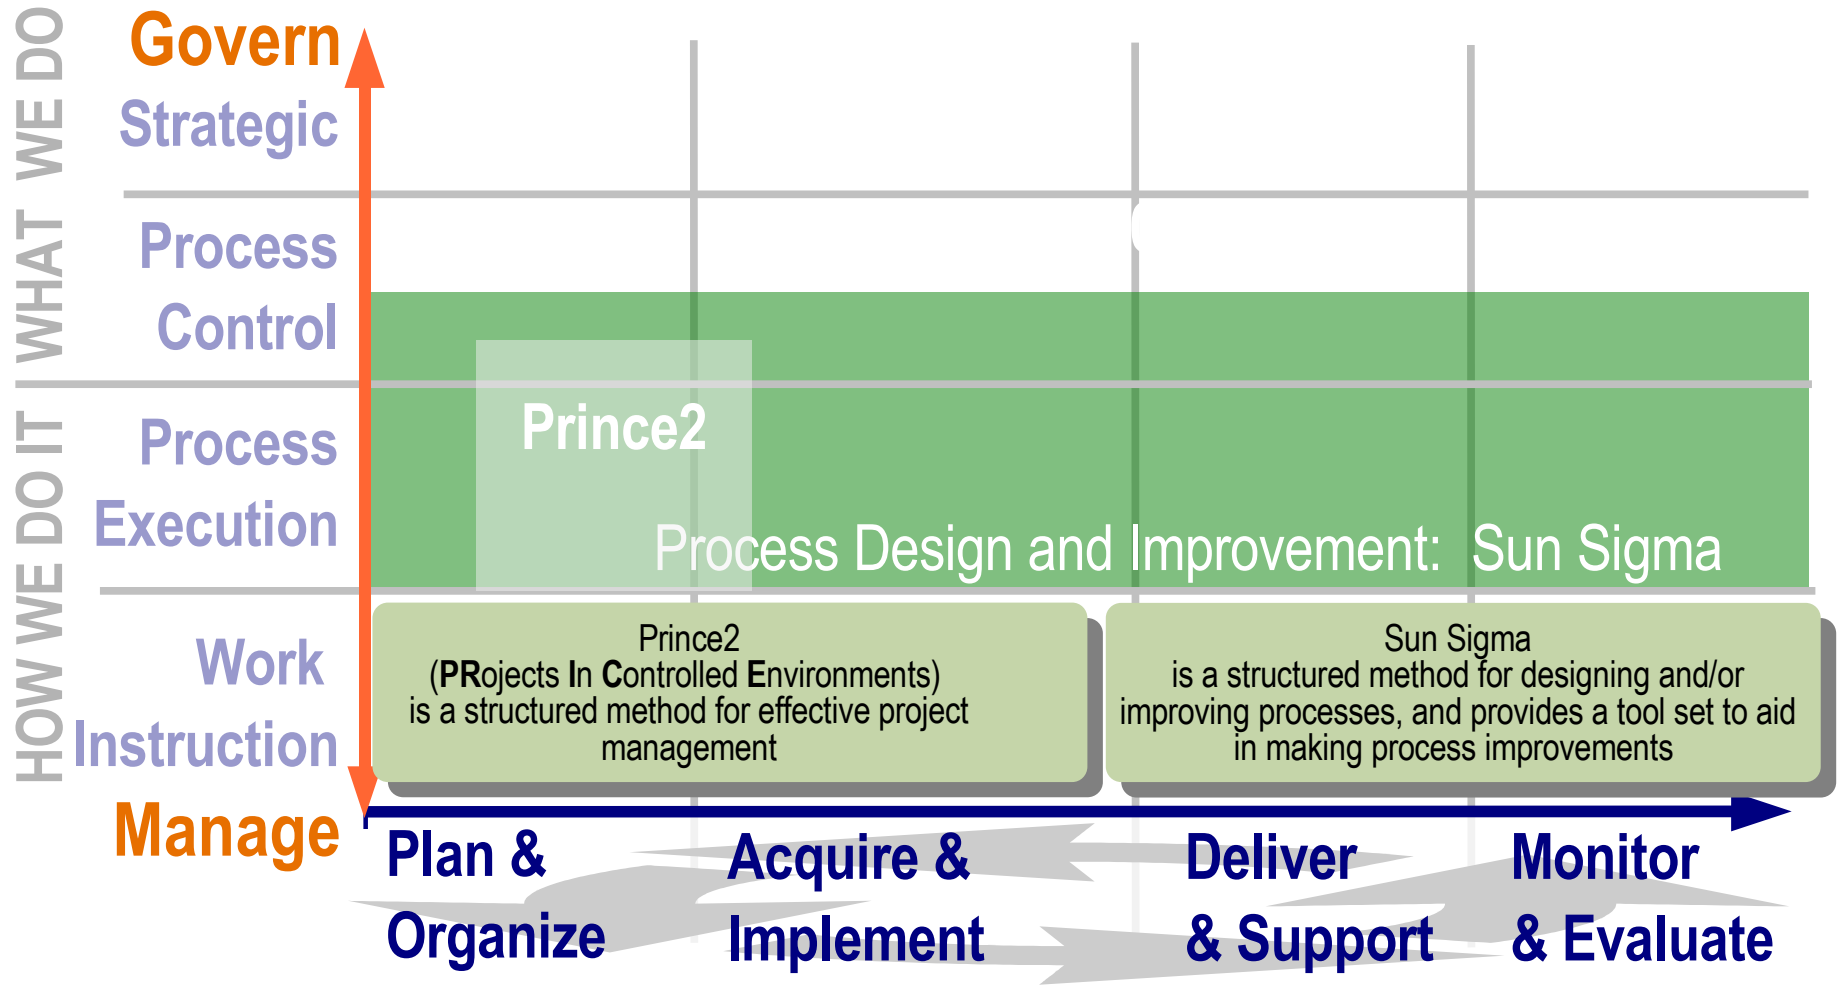 WHAT WE DO
HOW WE DO IT
Govern
Strategic
Process
Control
Process
Execution
Work
Instruction
Manage
Prince2
Process Design and Improvement: Sun Sigma
Prince2
(PRojects In Controlled Environments)
is a structured method for effective project
management
Sun Sigma
is a structured method for designing and/or
improving processes, and provides a tool set to aid
in making process improvements
Plan &
Organize
Acquire &
Implement
Deliver
& Support
Monitor
& Evaluate